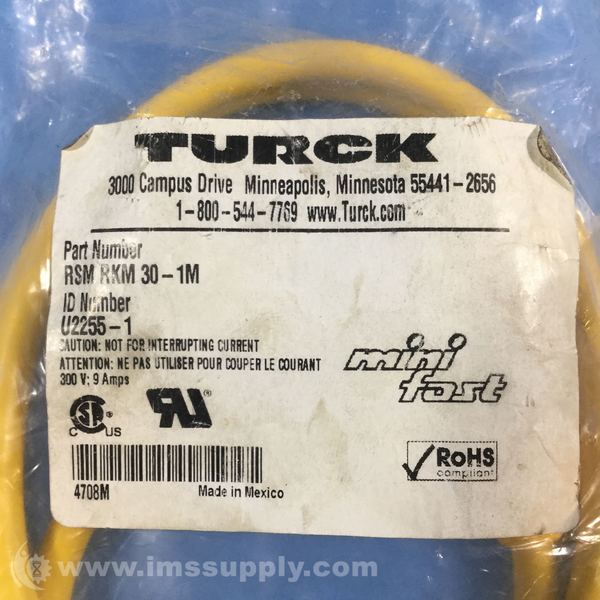 TURCK
3000 Campus Drive Minneapolis, Minnesota 55441-2656
1-800-544-7769 www.Turck.com
Part Number
RSM RKM 30-1M
ID Number
U2255-1
CAUTION: NOT FOR INTERRUPTING CURRENT
ATTENTION: NE PAS UTILISER POUR COUPER LE COURANT
300 V; 9 Amps
mini
fast
C US
RoHS
compliant
4708M
Made in Mexico
www.imssupply.com